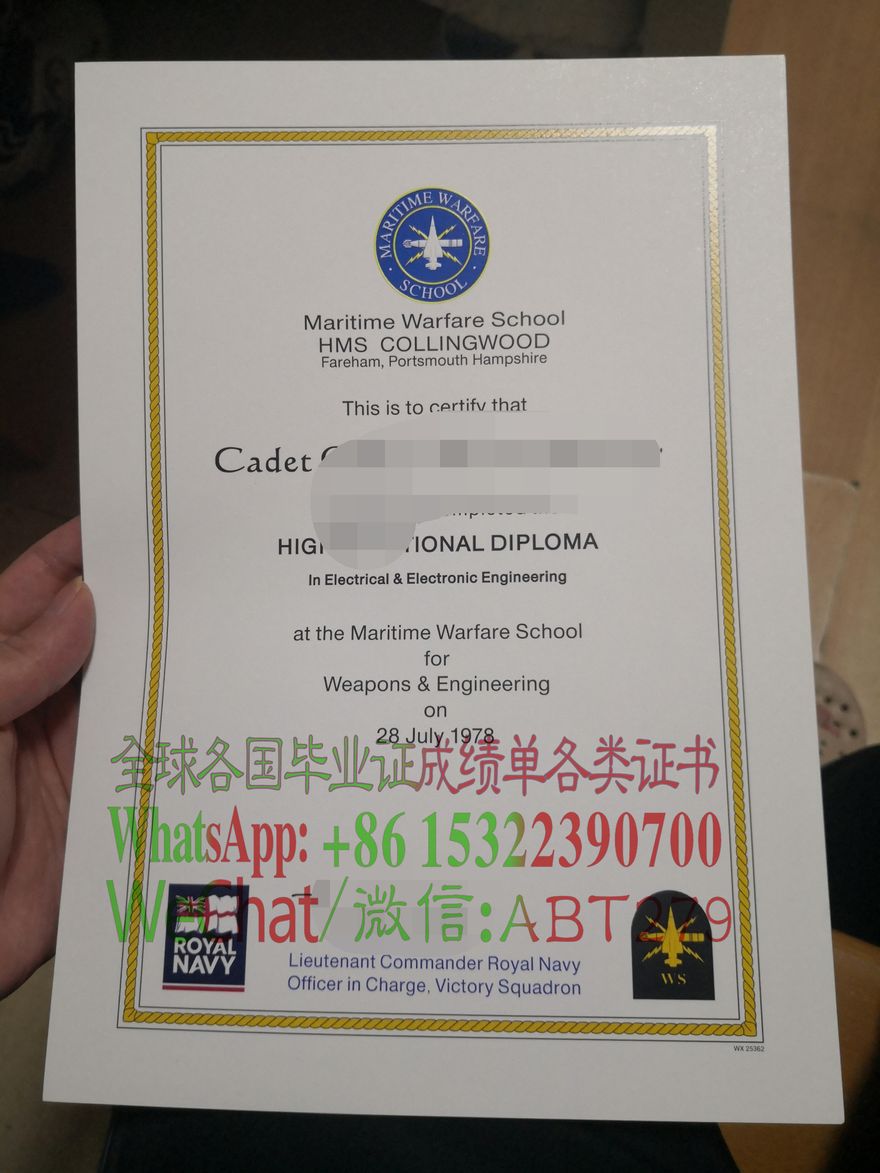 MARITIME WARFARE SCHOOL
Maritime Warfare School
HMS COLLINGWOOD
Fareham, Portsmouth Hampshire
This is to certify that
Cadet
DIPLOMA
In Electrical & Electronic Engineering
at the Maritime Warfare School
for
Weapons & Engineering
on
28 July 1978
全球各国毕业证成绩单各类证书
WhatsApp: +86 15322390700
WeChat/微信:ABT279
ROYAL
NAVY
Lieutenant Commander Royal Navy
Officer in Charge, Victory Squadron
WS
WX 25362